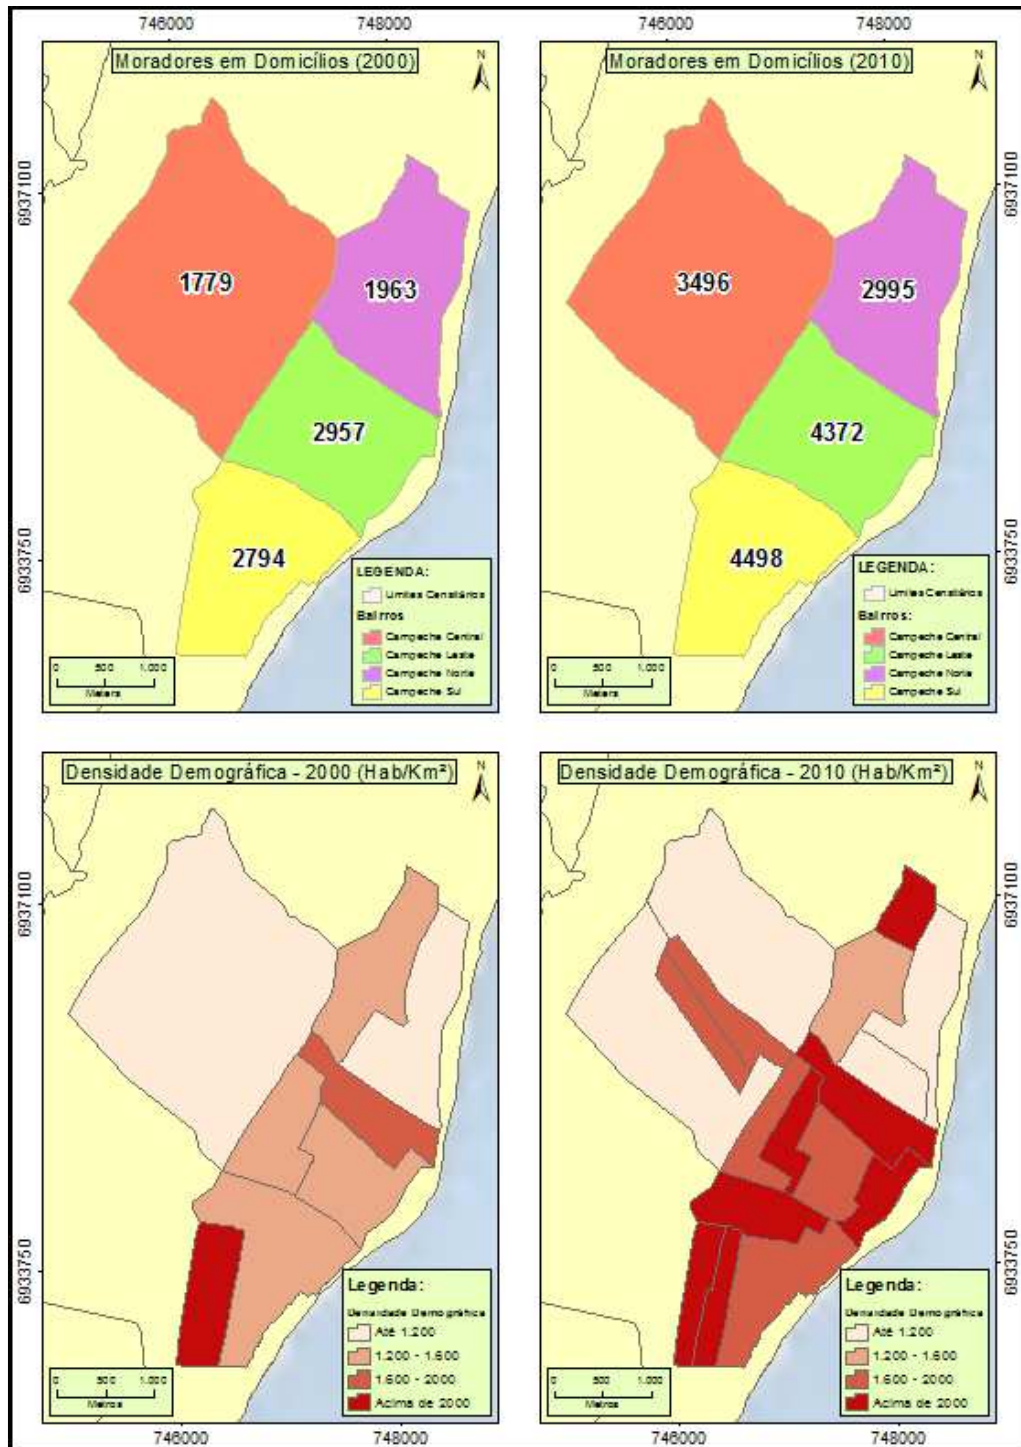 746000 748000 746000 748000
Moradores em Domicílios (2000)
N
6937100
1779
1963
2957
2794
6933750
LEGENDA:
Limites Censitários
Bairros
Campeche Central
Campeche Leste
Campeche Norte
Campeche Sul
0 500 1.000
Meters
Moradores em Domicílios (2010)
N
6937100
3496
2995
4372
4498
6933750
LEGENDA:
Limites Censitários
Bairros:
Campeche Central
Campeche Leste
Campeche Norte
Campeche Sul
0 500 1.000
Meters
Densidade Demográfica - 2000 (Hab/Km²)
N
6937100
6933750
Legenda:
Densidade Demográfica
Até 1.200
1.200 - 1.600
1.600 - 2000
Acima de 2000
0 500 1.000
Metros
Densidade Demográfica - 2010 (Hab/Km²)
N
6937100
6933750
Legenda:
Densidade Demográfica
Até 1.200
1.200 - 1.600
1.600 - 2000
Acima de 2000
0 500 1.000
Metros
746000 748000 746000 748000